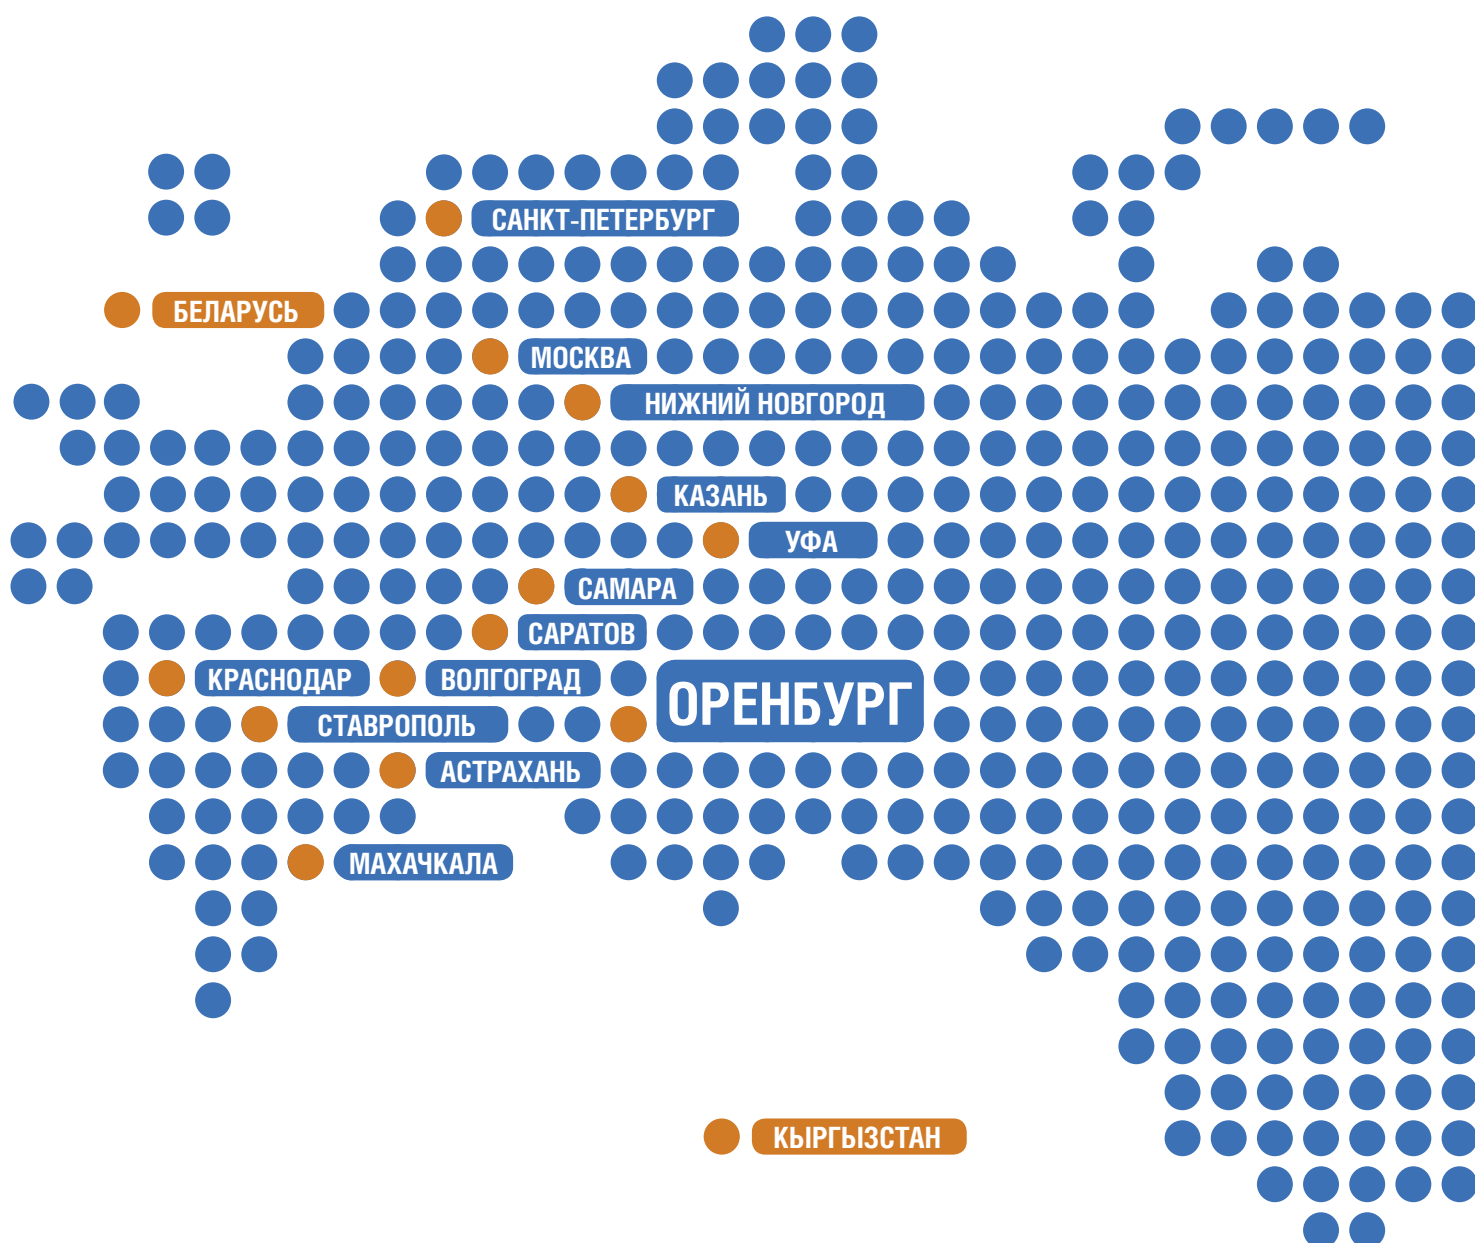 САНКТ-ПЕТЕРБУРГ
БЕЛАРУСЬ
МОСКВА
НИЖНИЙ НОВГОРОД
КАЗАНЬ
УФА
САМАРА
САРАТОВ
КРАСНОДАР
ВОЛГОГРАД
ОРЕНБУРГ
СТАВРОПОЛЬ
АСТРАХАНЬ
МАХАЧКАЛА
КЫРГЫЗСТАН